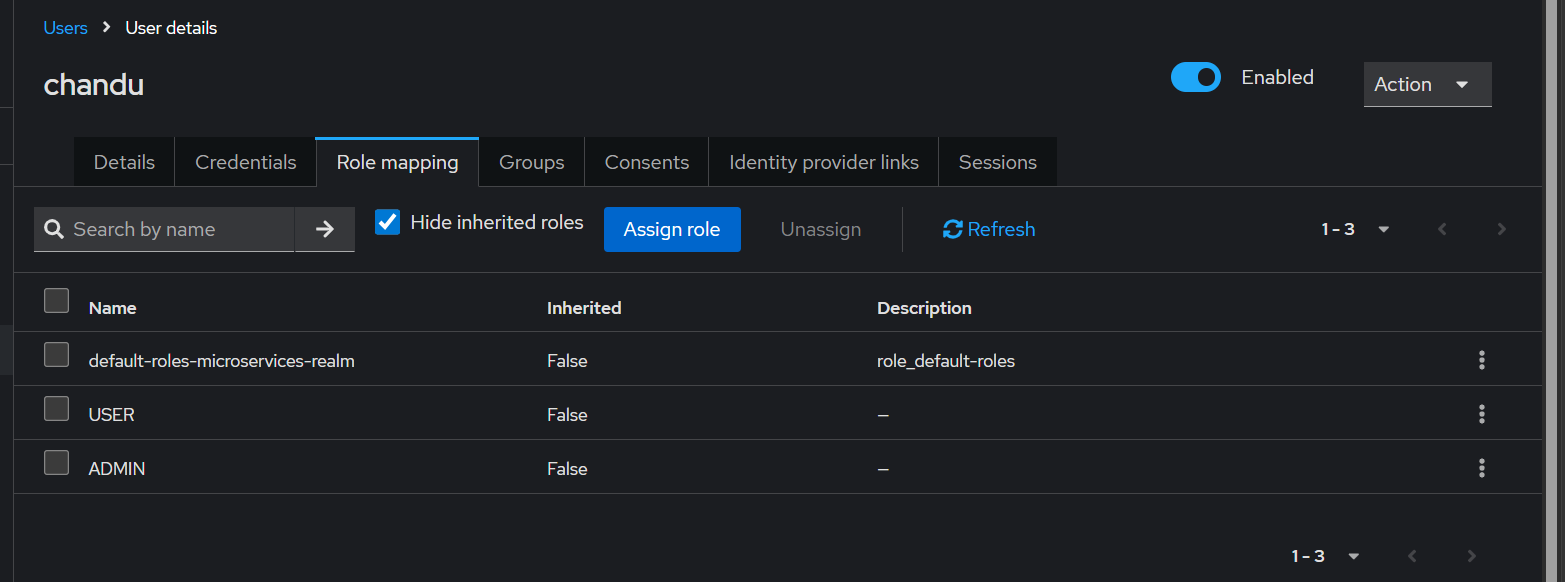 Users > User details
chandu
Enabled
Action
Details Credentials Role mapping Groups Consents Identity provider links Sessions
Search by name Hide inherited roles Assign role Unassign Refresh 1 - 3
Name Inherited Description
default-roles-microservices-realm False role_default-roles
USER False –
ADMIN False –
1 - 3